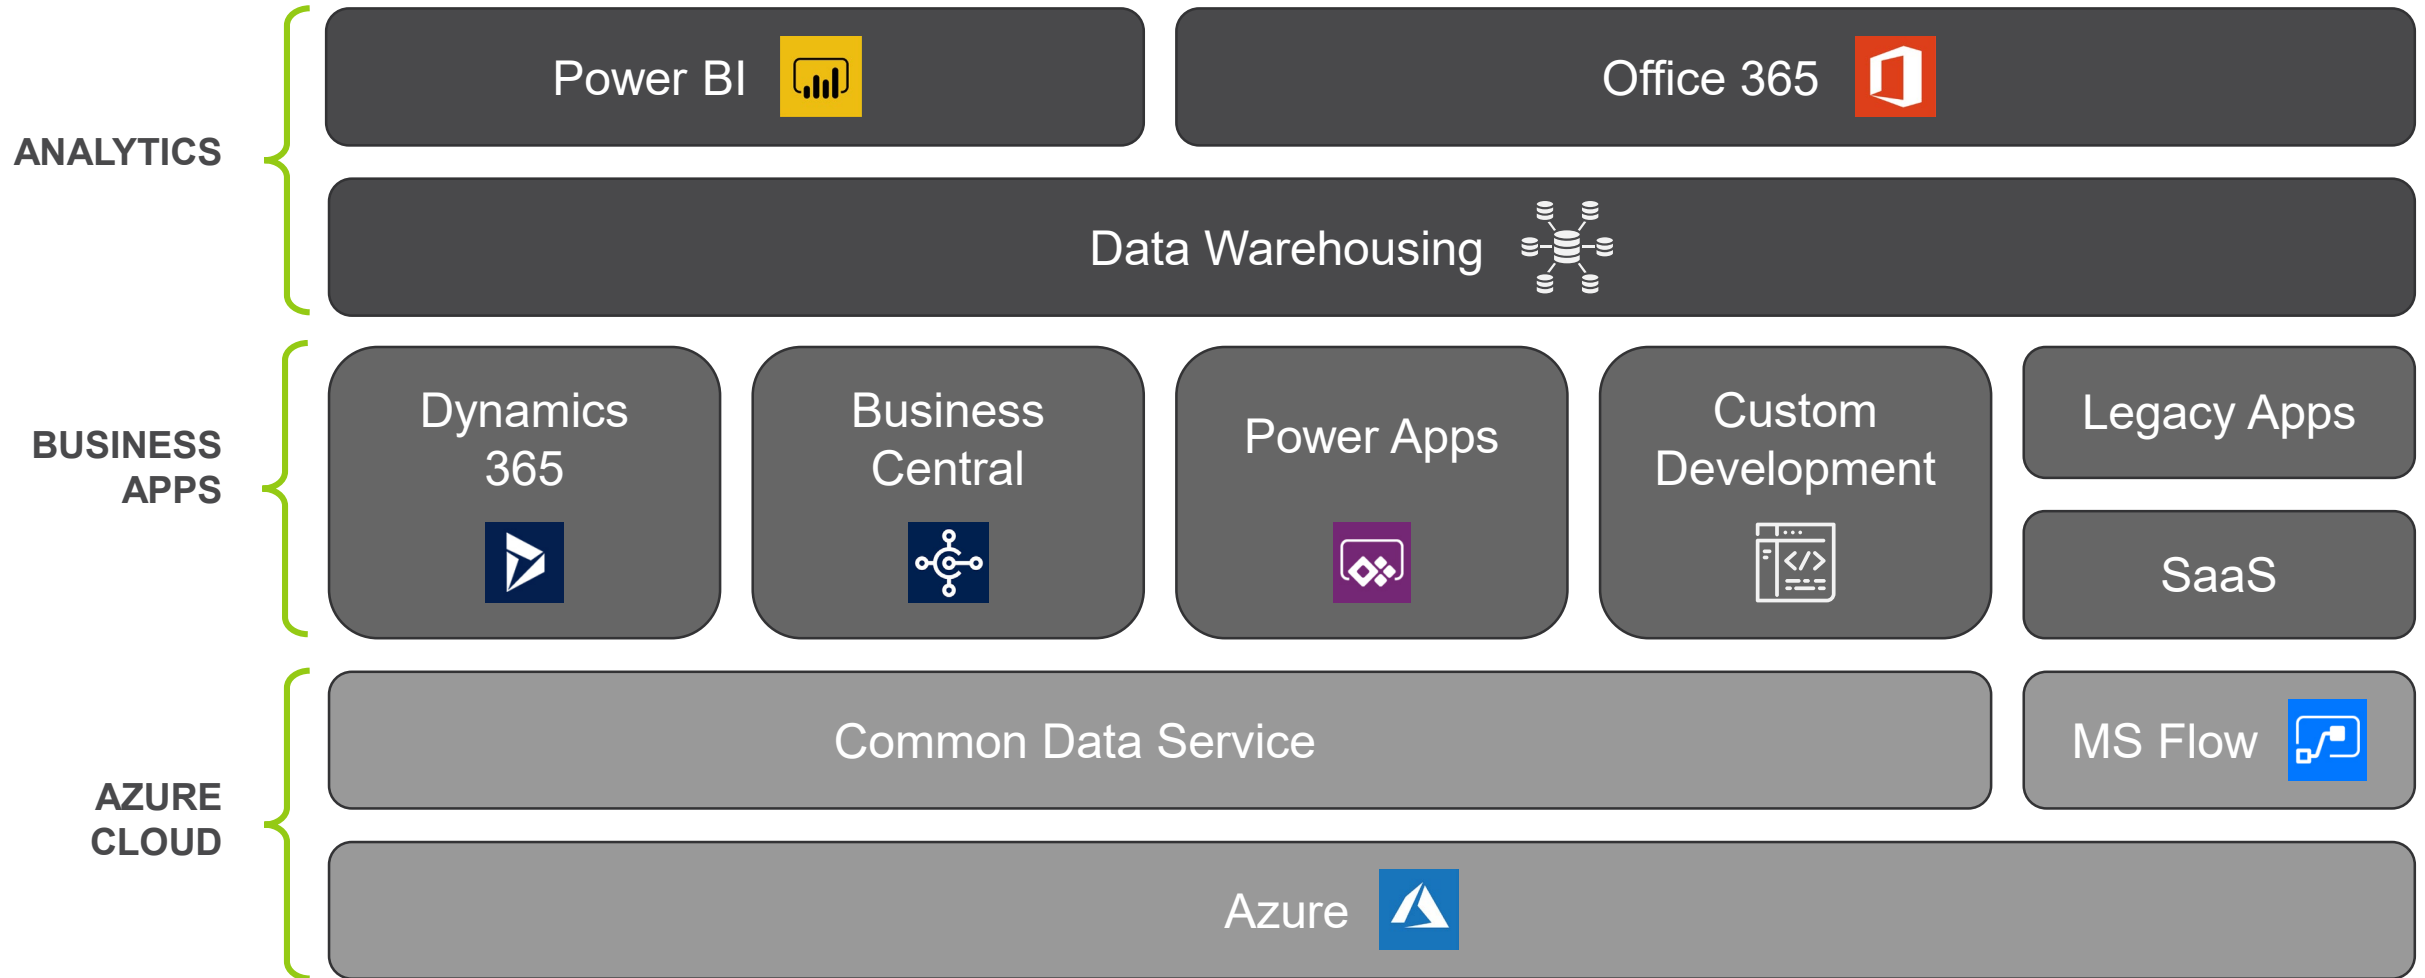 ANALYTICS
Power BI
Office 365
Data Warehousing
BUSINESS
APPS
Dynamics
365
Business
Central
Power Apps
Custom
Development
</>
Legacy Apps
SaaS
AZURE
CLOUD
Common Data Service
MS Flow
Azure